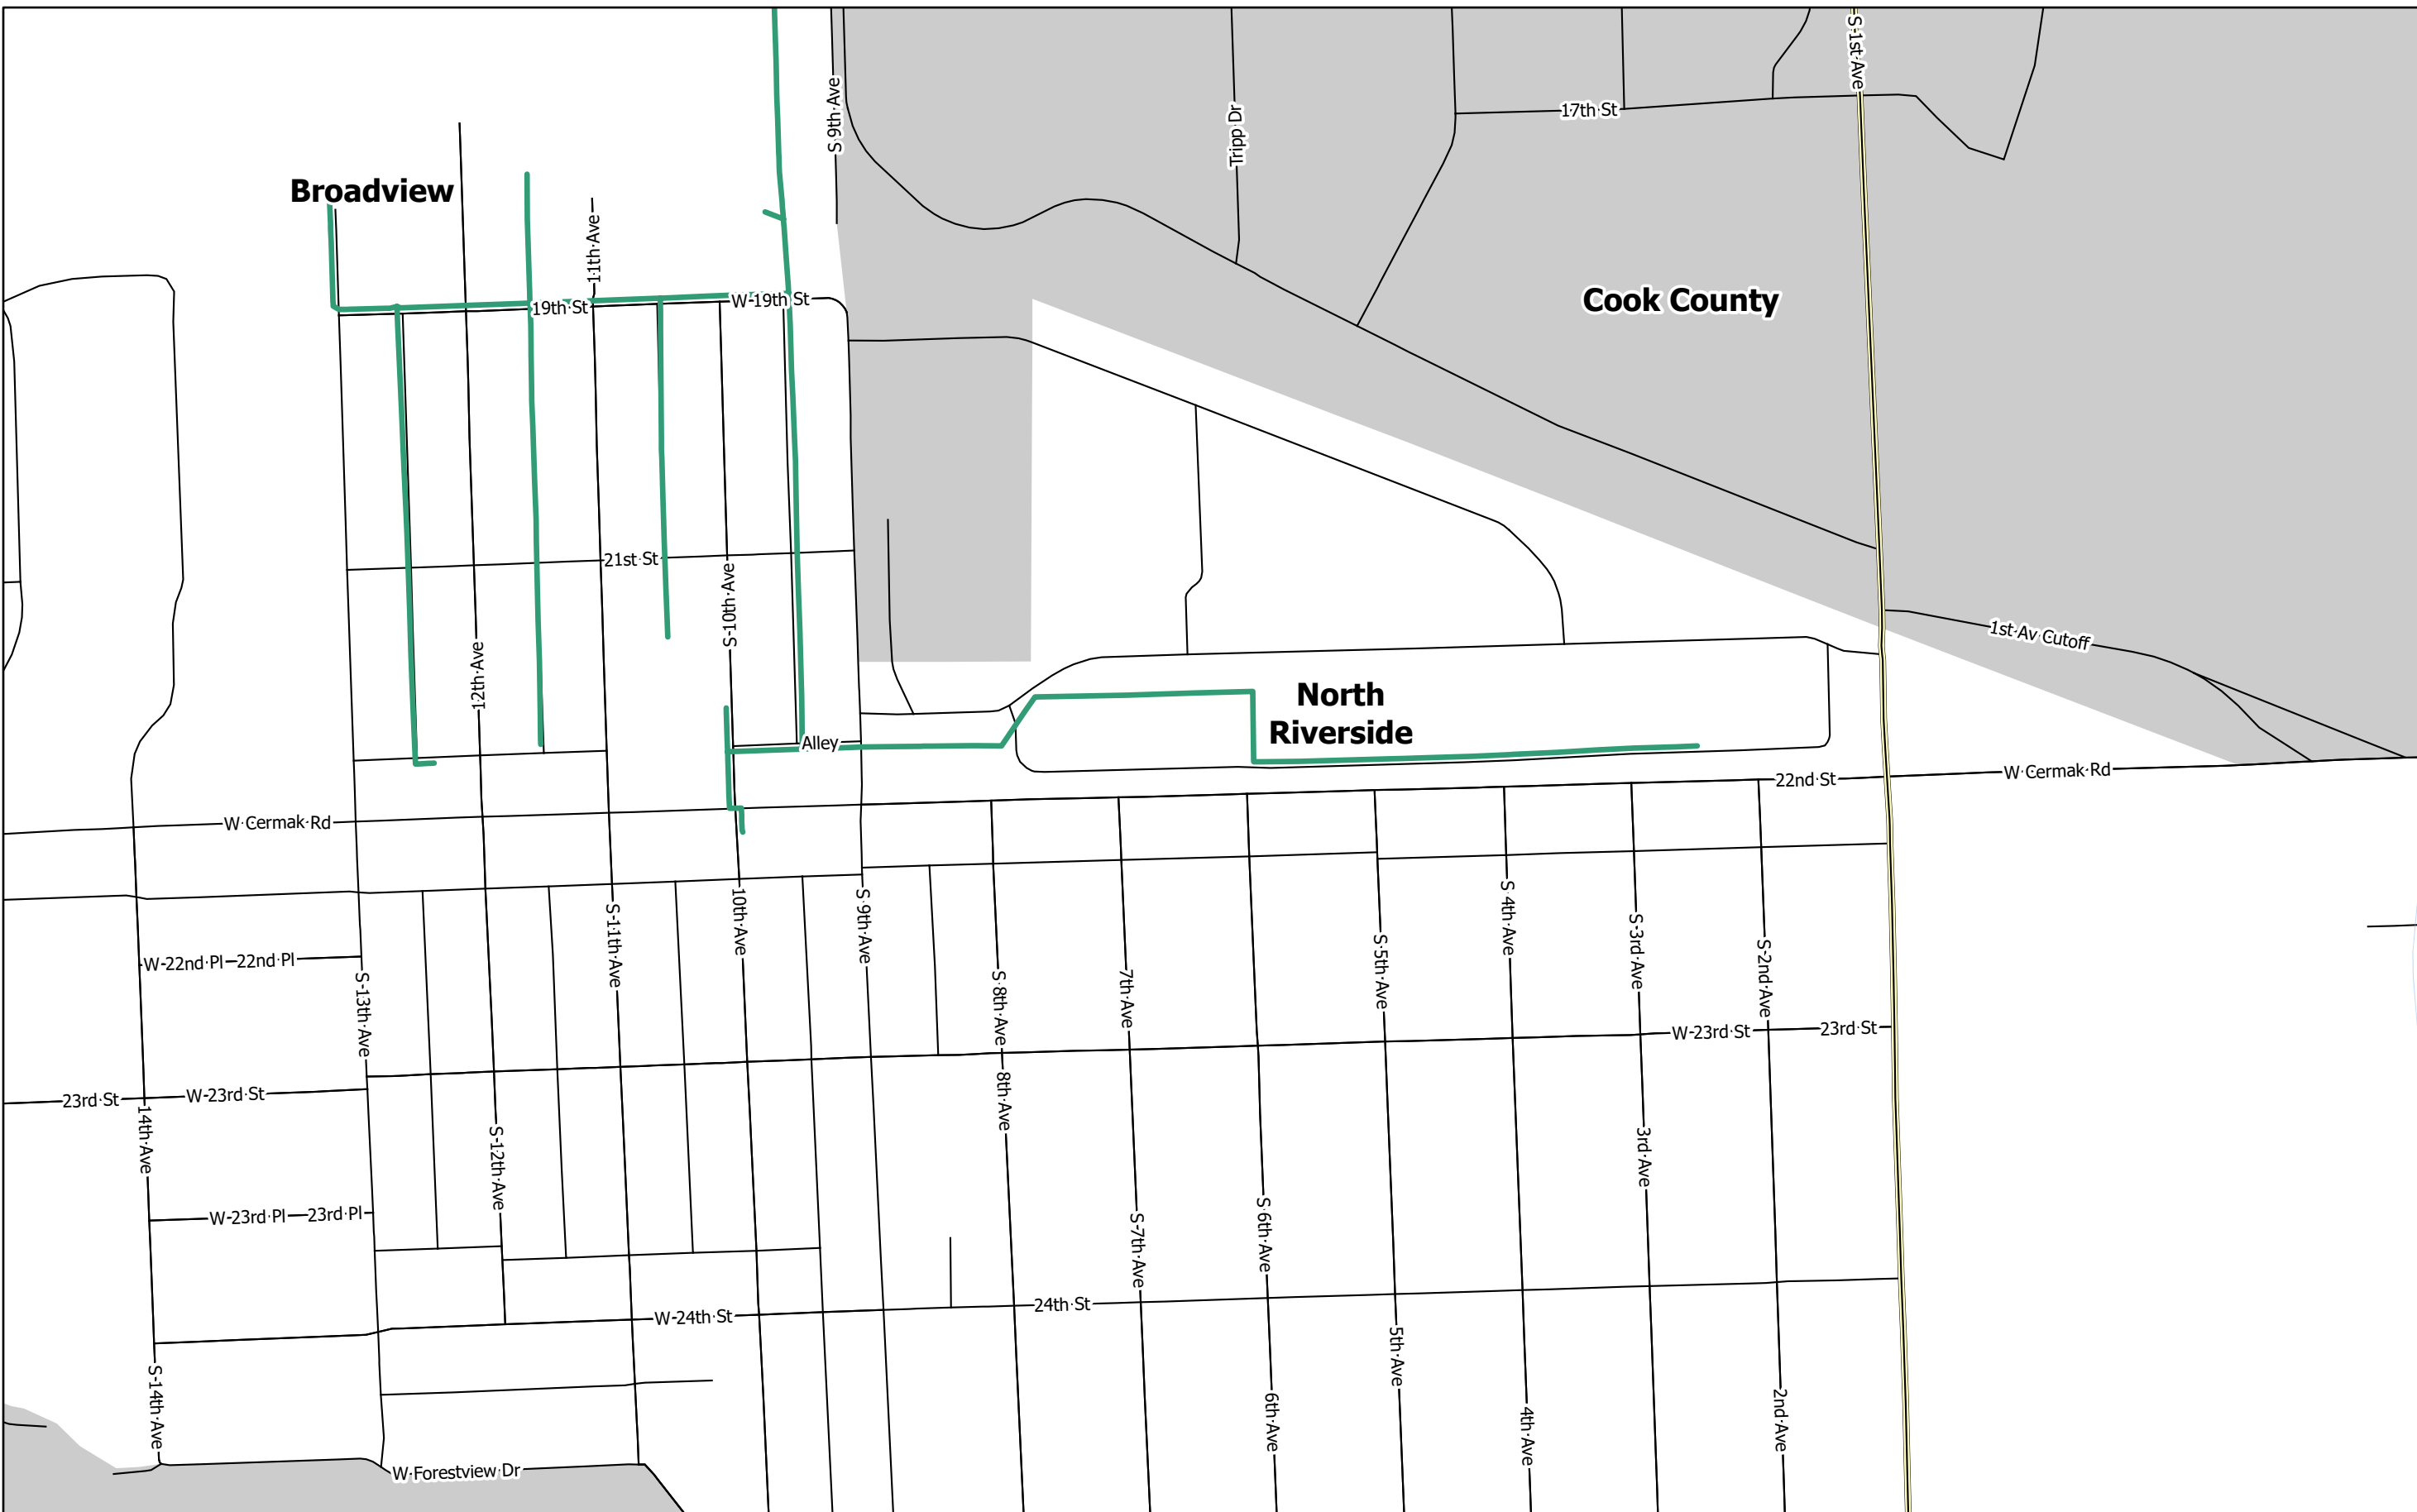 S 1st Ave
S 9th Ave
Tripp Dr
17th St
Broadview
11th Ave
Cook County
19th St
W 19th St
21st St
S 10th Ave
12th Ave
1st Av Cutoff
North
Riverside
Alley
22nd St
W Cermak Rd
W Cermak Rd
S 11th Ave
10th Ave
S 9th Ave
S 4th Ave
S 3rd Ave
S 2nd Ave
S 5th Ave
W 22nd Pl
22nd Pl
S 13th Ave
S 8th Ave
7th Ave
W 23rd St
23rd St
8th Ave
23rd St
W 23rd St
14th Ave
S 12th Ave
3rd Ave
W 23rd Pl
23rd Pl
S 7th Ave
S 6th Ave
W 24th St
24th St
5th Ave
S 14th Ave
6th Ave
4th Ave
2nd Ave
W Forestview Dr